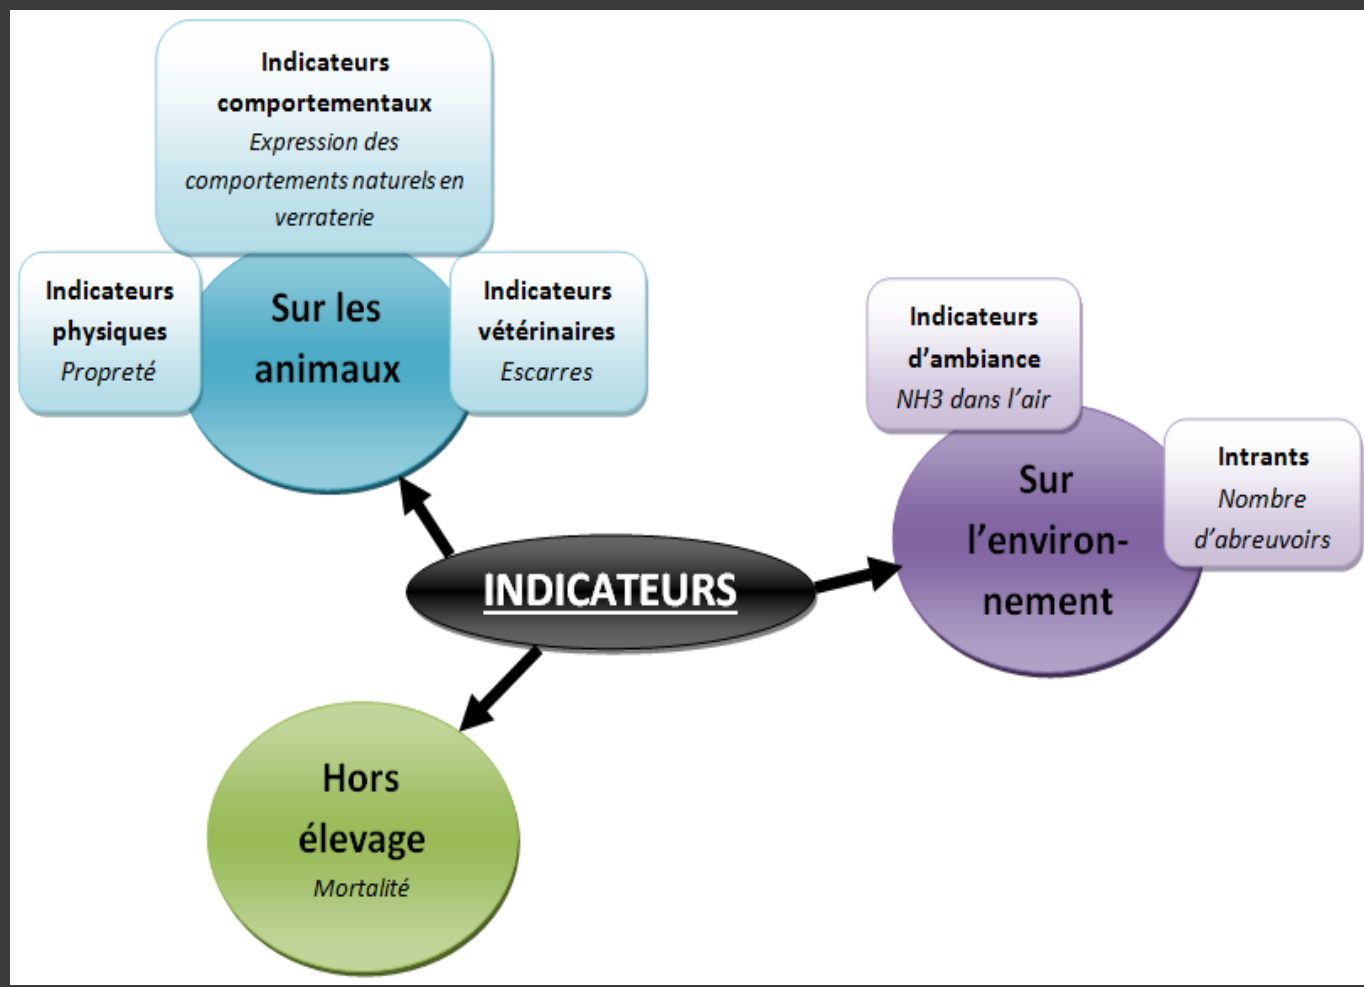 Indicateurs
comportementaux
Expression des
comportements naturels en
verraterie
Indicateurs
physiques
Propreté
Sur les
animaux
Indicateurs
vétérinaires
Escarres
Indicateurs
d'ambiance
NH3 dans l'air
Intrants
Nombre
d'abreuvoirs
Sur
l'environ-
nement
INDICATEURS
Hors
élevage
Mortalité